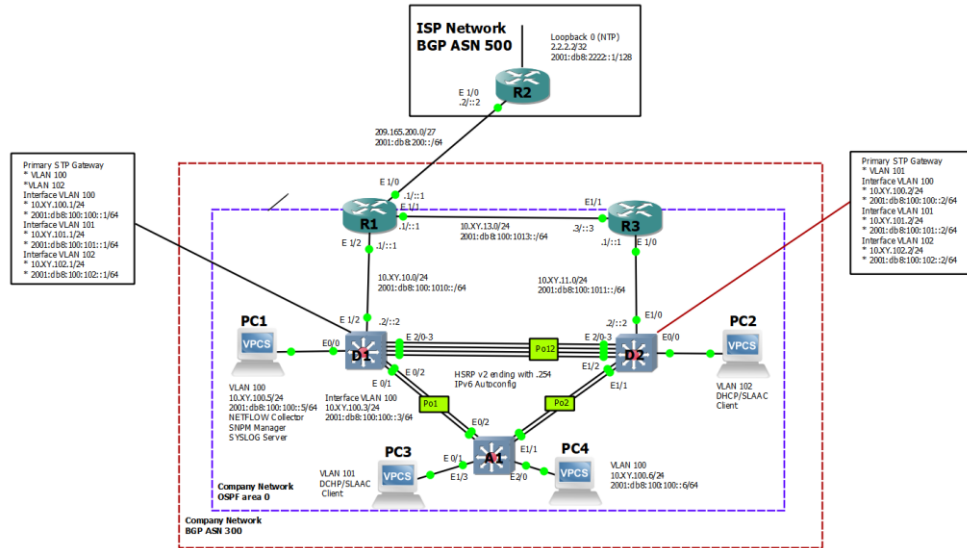 ISP Network
BGP ASN 500
Loopback 0 (NTP)
2.2.2.2/32
2001:db8:2222::1/128
R2
E 1/0
.2/::2
209.165.200.0/27
2001:db8:200::/64
Primary STP Gateway
* VLAN 100
*VLAN 102
Interface VLAN 100
* 10.XY.100.1/24
* 2001:db8:100:100::1/64
Interface VLAN 101
* 10.XY.101.1/24
* 2001:db8:100:101::1/64
Interface VLAN 102
* 10.XY.102.1/24
* 2001:db8:100:102::1/64
Primary STP Gateway
* VLAN 101
Interface VLAN 100
* 10.XY.100.2/24
* 2001:db8:100:100::2/64
Interface VLAN 101
* 10.XY.101.2/24
* 2001:db8:100:101::2/64
Interface VLAN 102
* 10.XY.102.2/24
* 2001:db8:100:102::2/64
E 1/0
.1/::1
R1
E 1/1
.1/::1
E 1/2
.1/::1
10.XY.13.0/24
2001:db8:100:1013::/64
E1/1
.3/::3
R3
.1/::1
E 1/0
10.XY.10.0/24
2001:db8:100:1010::/64
10.XY.11.0/24
2001:db8:100:1011::/64
E 1/2
.2/::2
E1/0
.2/::2
PC1
VPCS
E0/0
D1
E 2/0-3
Po12
E 2/0-3
D2
E0/0
PC2
VPCS
E 0/2
E 0/1
HSRP v2 ending with .254
IPv6 Autoconfig
E1/2
E1/1
VLAN 100
10.XY.100.5/24
2001:db8:100:100::5/64
NETFLOW Collector
SNPM Manager
SYSLOG Server
Interface VLAN 100
10.XY.100.3/24
2001:db8:100:100::3/64
Po1
Po2
VLAN 102
DHCP/SLAAC
Client
E0/2
E1/1
A1
PC3
VPCS
E 0/1
E1/3
VLAN 101
DCHP/SLAAC
Client
E2/0
PC4
VPCS
VLAN 100
10.XY.100.6/24
2001:db8:100:100::6/64
Company Network
OSPF area 0
Company Network
BGP ASN 300